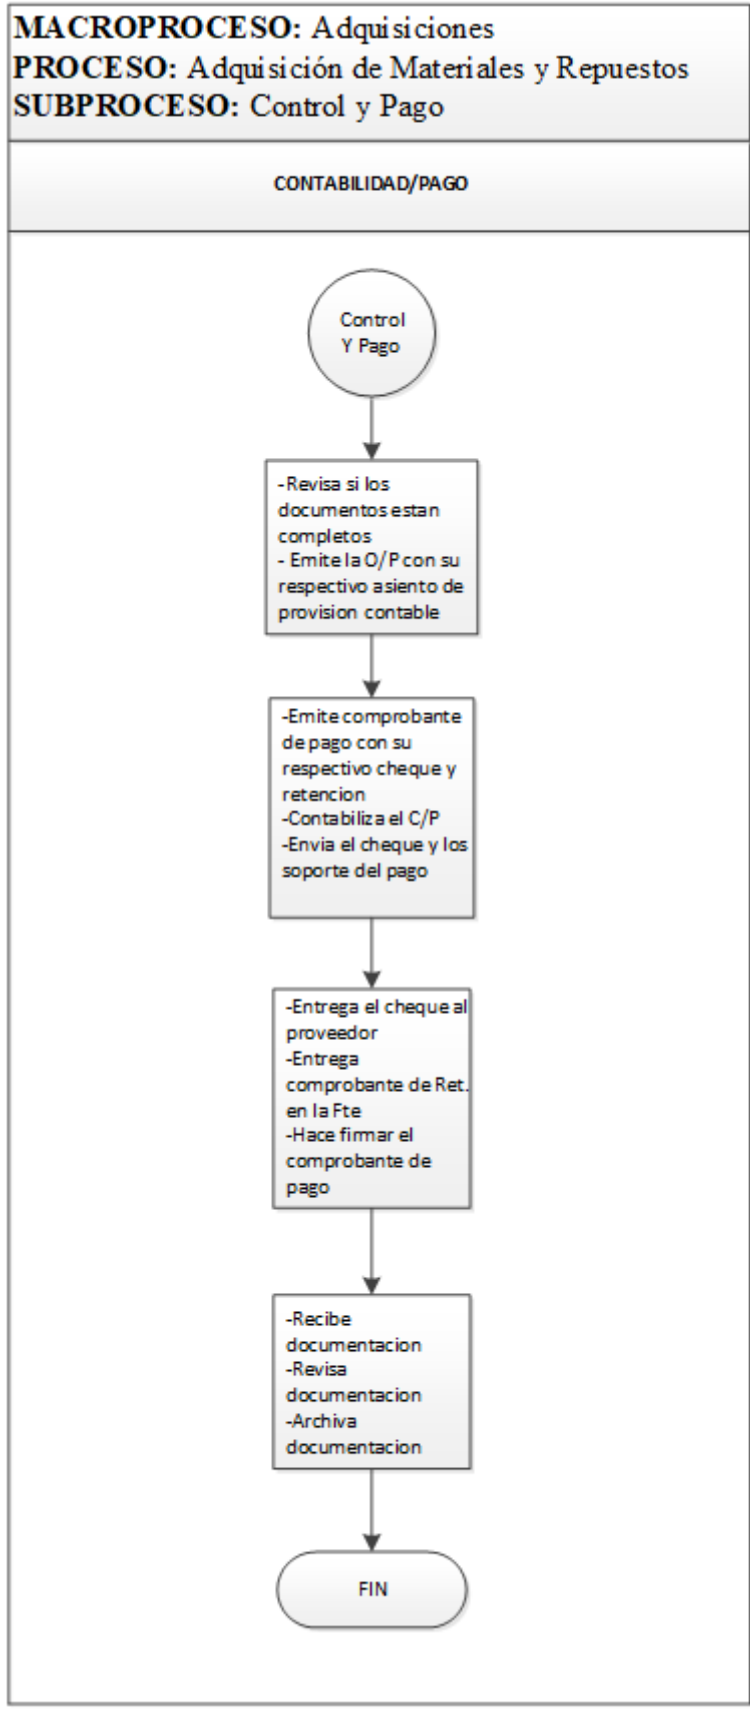 MACROPROCESO: Adquisiciones
PROCESO: Adquisición de Materiales y Repuestos
SUBPROCESO: Control y Pago
CONTABILIDAD/PAGO
Control
Y Pago
-Revisa si los
documentos estan
completos
- Emite la O/P con su
respectivo asiento de
provision contable
-Emite comprobante
de pago con su
respectivo cheque y
retencion
-Contabiliza el C/P
-Envia el cheque y los
soporte del pago
-Entrega el cheque al
proveedor
-Entrega
comprobante de Ret.
en la Fte
-Hace firmar el
comprobante de
pago
-Recibe
documentacion
-Revisa
documentacion
-Archiva
documentacion
FIN